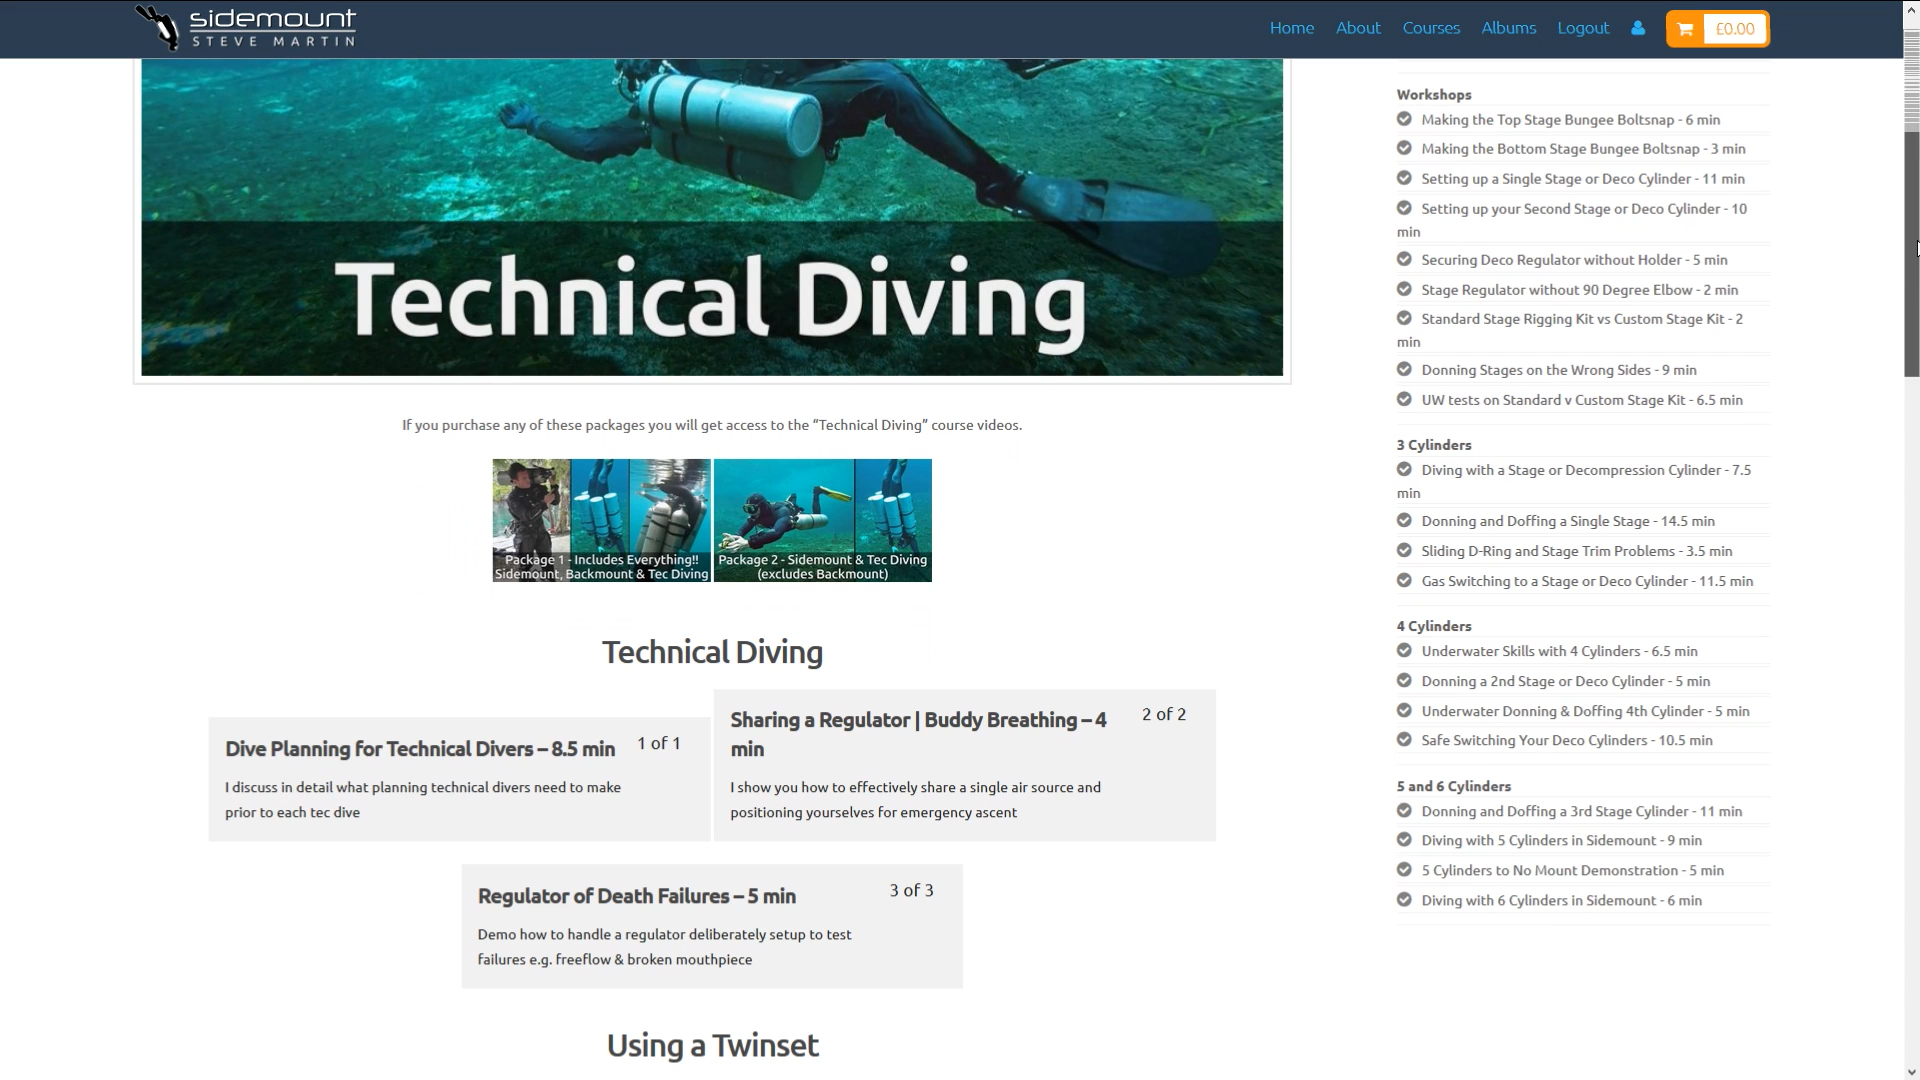 sidemount
STEVE MARTIN
Home About Courses Albums Logout £0.00
Technical Diving
If you purchase any of these packages you will get access to the “Technical Diving” course videos.
Package 1 - Includes Everything!!
Sidemount, Backmount & Tec Diving
Package 2 - Sidemount & Tec Diving
(excludes Backmount)
Technical Diving
Dive Planning for Technical Divers – 8.5 min
1 of 1
I discuss in detail what planning technical divers need to make
prior to each tec dive
Sharing a Regulator | Buddy Breathing – 4
min
2 of 2
I show you how to effectively share a single air source and
positioning yourselves for emergency ascent
Regulator of Death Failures – 5 min
3 of 3
Demo how to handle a regulator deliberately setup to test
failures e.g. freeflow & broken mouthpiece
Using a Twinset
Workshops
Making the Top Stage Bungee Boltsnap - 6 min
Making the Bottom Stage Bungee Boltsnap - 3 min
Setting up a Single Stage or Deco Cylinder - 11 min
Setting up your Second Stage or Deco Cylinder - 10
min
Securing Deco Regulator without Holder - 5 min
Stage Regulator without 90 Degree Elbow - 2 min
Standard Stage Rigging Kit vs Custom Stage Kit - 2
min
Donning Stages on the Wrong Sides - 9 min
UW tests on Standard v Custom Stage Kit - 6.5 min
3 Cylinders
Diving with a Stage or Decompression Cylinder - 7.5
min
Donning and Doffing a Single Stage - 14.5 min
Sliding D-Ring and Stage Trim Problems - 3.5 min
Gas Switching to a Stage or Deco Cylinder - 11.5 min
4 Cylinders
Underwater Skills with 4 Cylinders - 6.5 min
Donning a 2nd Stage or Deco Cylinder - 5 min
Underwater Donning & Doffing 4th Cylinder - 5 min
Safe Switching Your Deco Cylinders - 10.5 min
5 and 6 Cylinders
Donning and Doffing a 3rd Stage Cylinder - 11 min
Diving with 5 Cylinders in Sidemount - 9 min
5 Cylinders to No Mount Demonstration - 5 min
Diving with 6 Cylinders in Sidemount - 6 min